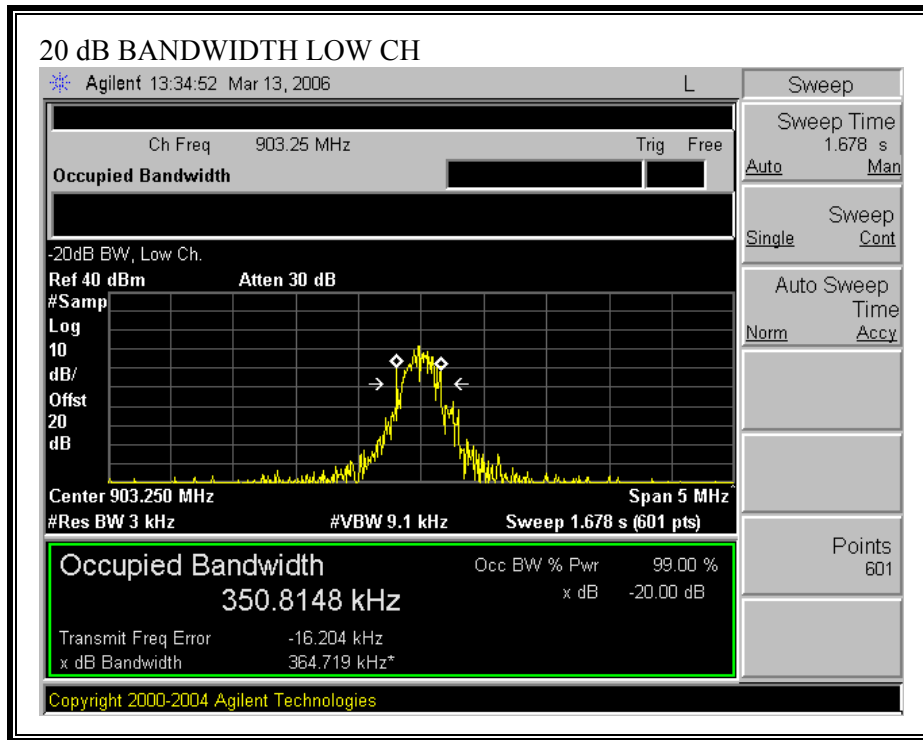 20 dB BANDWIDTH LOW CH
Agilent 13:34:52 Mar 13, 2006 L
Sweep
Ch Freq 903.25 MHz Trig Free
Occupied Bandwidth
Sweep Time
1.678 s
Auto Man
Sweep
Single Cont
Auto Sweep
Time
Norm Accy
Points
601
-20dB BW, Low Ch.
Ref 40 dBm Atten 30 dB
#Samp
Log
10
dB/
Offst
20
dB
Center 903.250 MHz Span 5 MHz^
#Res BW 3 kHz #VBW 9.1 kHz Sweep 1.678 s (601 pts)
Occupied Bandwidth Occ BW % Pwr 99.00 %
350.8148 kHz x dB -20.00 dB
Transmit Freq Error -16.204 kHz
x dB Bandwidth 364.719 kHz*
Copyright 2000-2004 Agilent Technologies